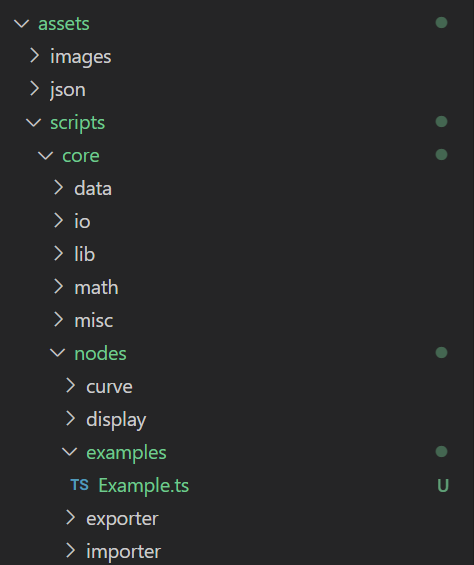 assets
images
json
scripts
core
data
io
lib
math
misc
nodes
curve
display
examples
TS Example.ts U
exporter
importer